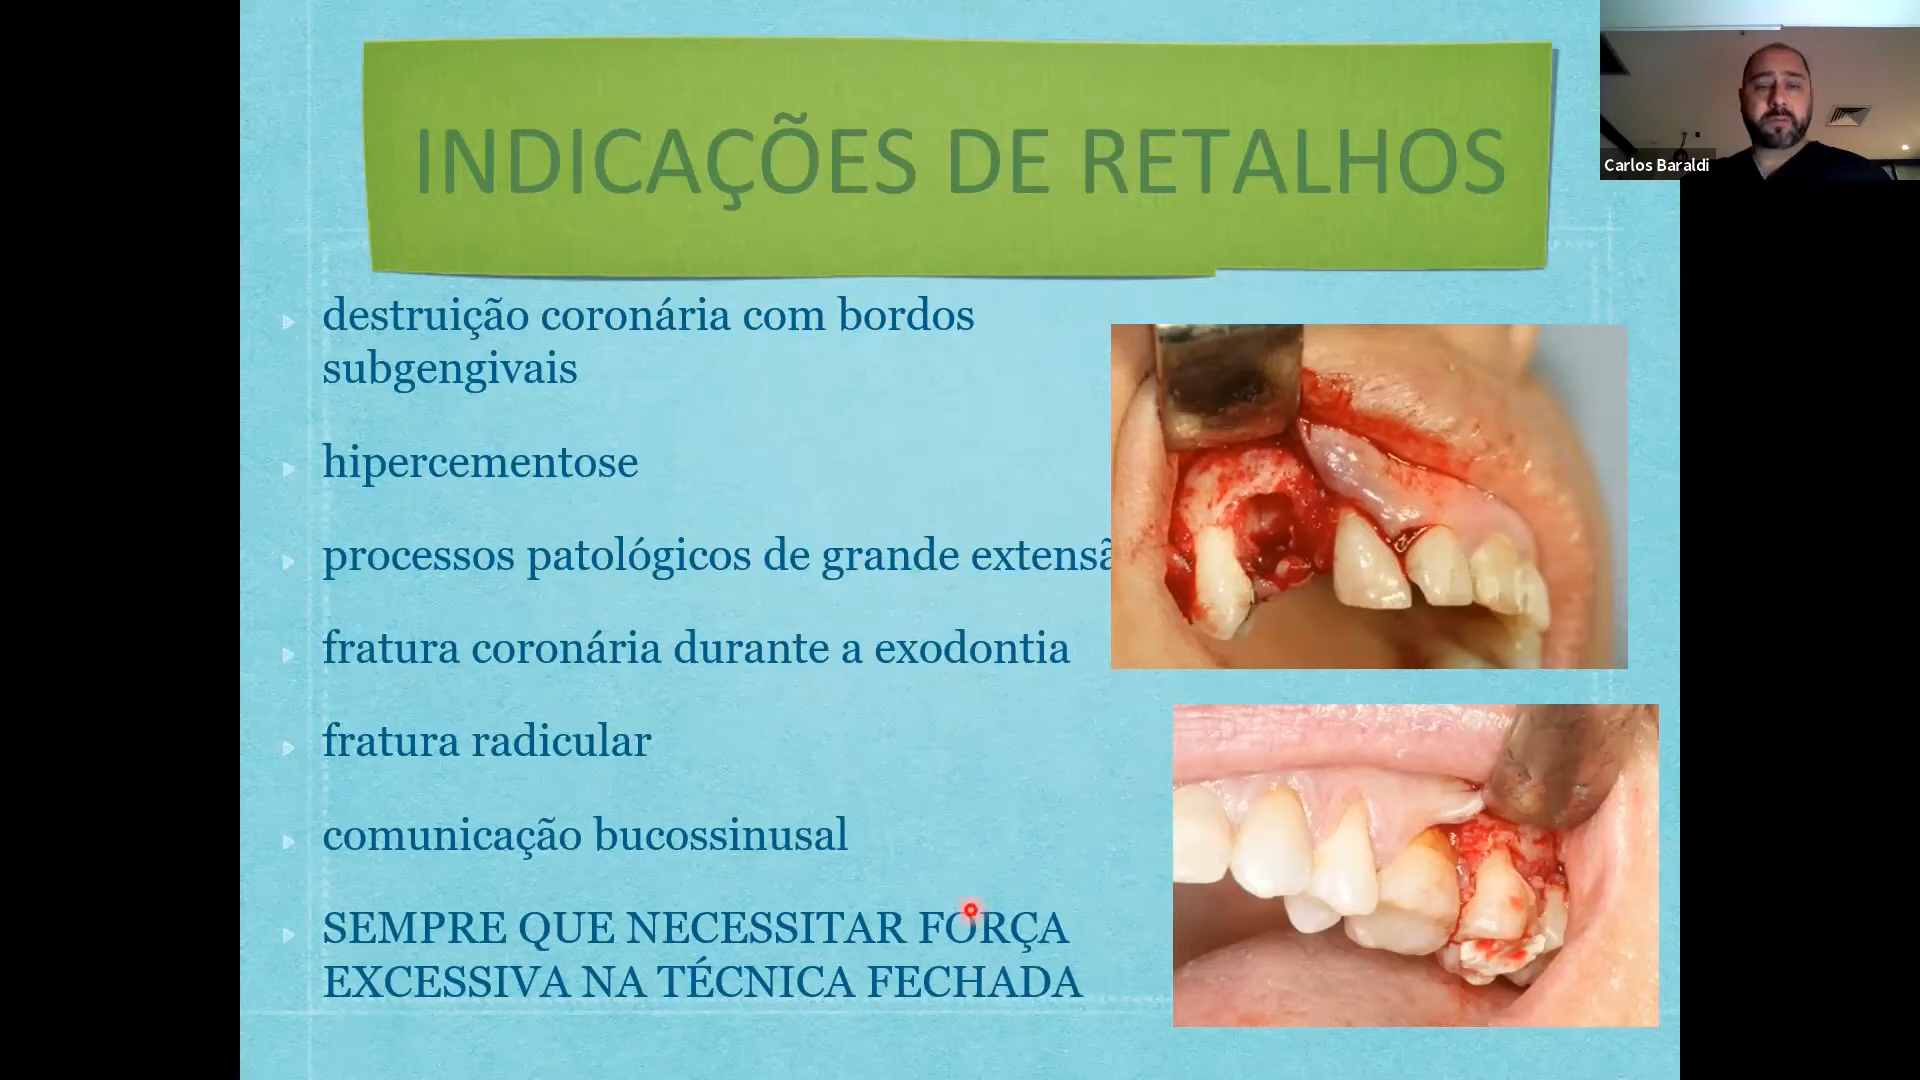 INDICAÇÕES DE RETALHOS
Carlos Baraldi
destruição coronária com bordos
subgengivais
hipercementose
processos patológicos de grande extensã
fratura coronária durante a exodontia
fratura radicular
comunicação bucossinusal
SEMPRE QUE NECESSITAR FORÇA
EXCESSIVA NA TÉCNICA FECHADA